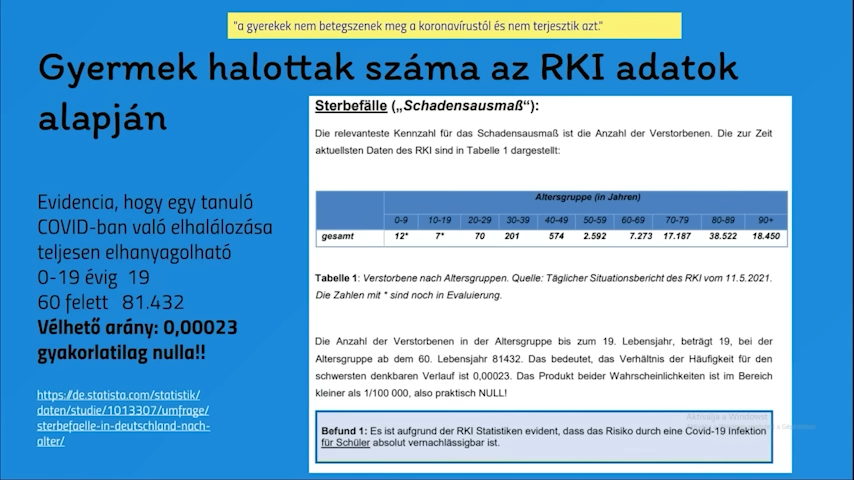 "a gyerekek nem betegszenek meg a koronavírustól és nem terjesztik azt."
Gyermek halottak száma az RKI adatok
alapján
Evidencia, hogy egy tanuló
COVID-ban való elhalálozása
teljesen elhanyagolható
0-19 évig 19
60 felett 81.432
Vélhető arány: 0,00023
gyakorlatilag nulla!!
https://de.statista.com/statistik/
daten/studie/1013307/umfrage/
sterbefaelle-in-deutschland-nach-
alter/
Sterbefälle („Schadensausmaß“):
Die relevanteste Kennzahl für das Schadensausmaß ist die Anzahl der Verstorbenen. Die zur Zeit
aktuellsten Daten des RKI sind in Tabelle 1 dargestellt:
Altersgruppe (in Jahren)
0-9 10-19 20-29 30-39 40-49 50-59 60-69 70-79 80-89 90+
gesamt 12* 7* 70 201 574 2.592 7.273 17.187 38.522 18.450
Tabelle 1: Verstorbene nach Altersgruppen. Quelle: Täglicher Situationsbericht des RKI vom 11.5.2021.
Die Zahlen mit * sind noch in Evaluierung.
Die Anzahl der Verstorbenen in der Altersgruppe bis zum 19. Lebensjahr, beträgt 19, bei der
Altersgruppe ab dem 60. Lebensjahr 81432. Das bedeutet, das Verhältnis der Häufigkeit für den
schwersten denkbaren Verlauf ist 0,00023. Das Produkt beider Wahrscheinlichkeiten ist im Bereich
kleiner als 1/100 000, also praktisch NULL!
Aktiválja a Windowst
Befund 1: Es ist aufgrund der RKI Statistiken evident, dass das Risiko durch eine Covid-19 Infektion
für Schüler absolut vernachlässigbar ist.